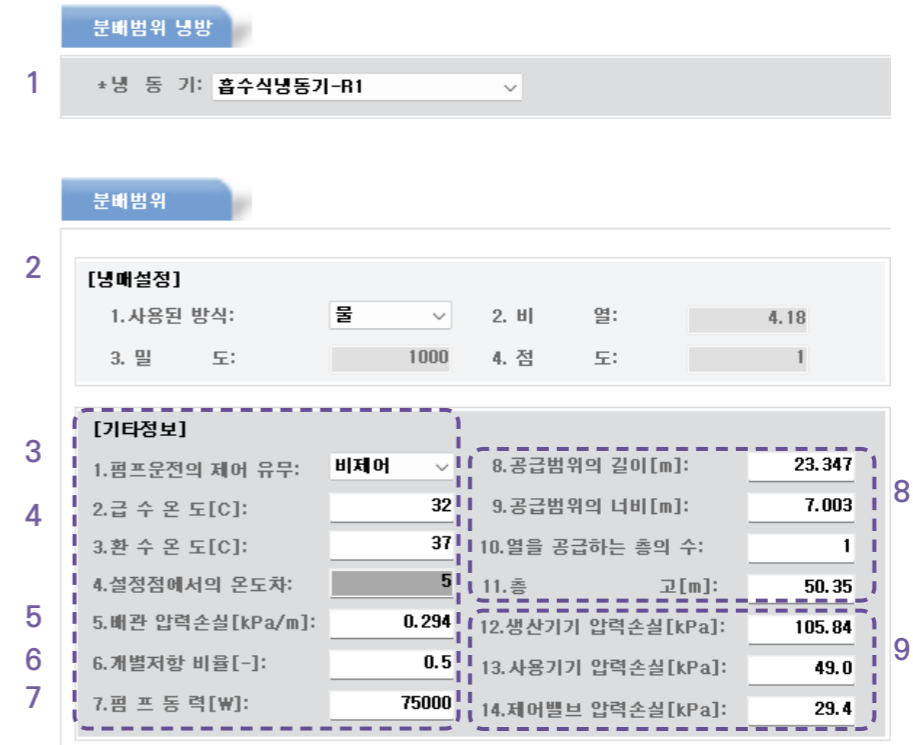 분배범위 냉방
1 *냉 동 기: 흡수식냉동기-R1
분배범위
2
[냉매설정]
1.사용된 방식: 물 2. 비 열: 4.18
3. 밀 도: 1000 4. 점 도: 1
[기타정보]
3 1.펌프운전의 제어 유무: 비제어 8.공급범위의 길이[m]: 23.347
8
4 2.급 수 온 도[C]: 32 9.공급범위의 너비[m]: 7.003
3.환 수 온 도[C]: 37 10.열을 공급하는 층의 수: 1
4.설정점에서의 온도차: 5 11.층 고[m]: 50.35
5 5.배관 압력손실[kPa/m]: 0.294 12.생산기기 압력손실[kPa]: 105.84
6 6.개별저항 비율[-]: 0.5 13.사용기기 압력손실[kPa]: 49.0 9
7 7.펌 프 동 력[W]: 75000 14.제어밸브 압력손실[kPa]: 29.4